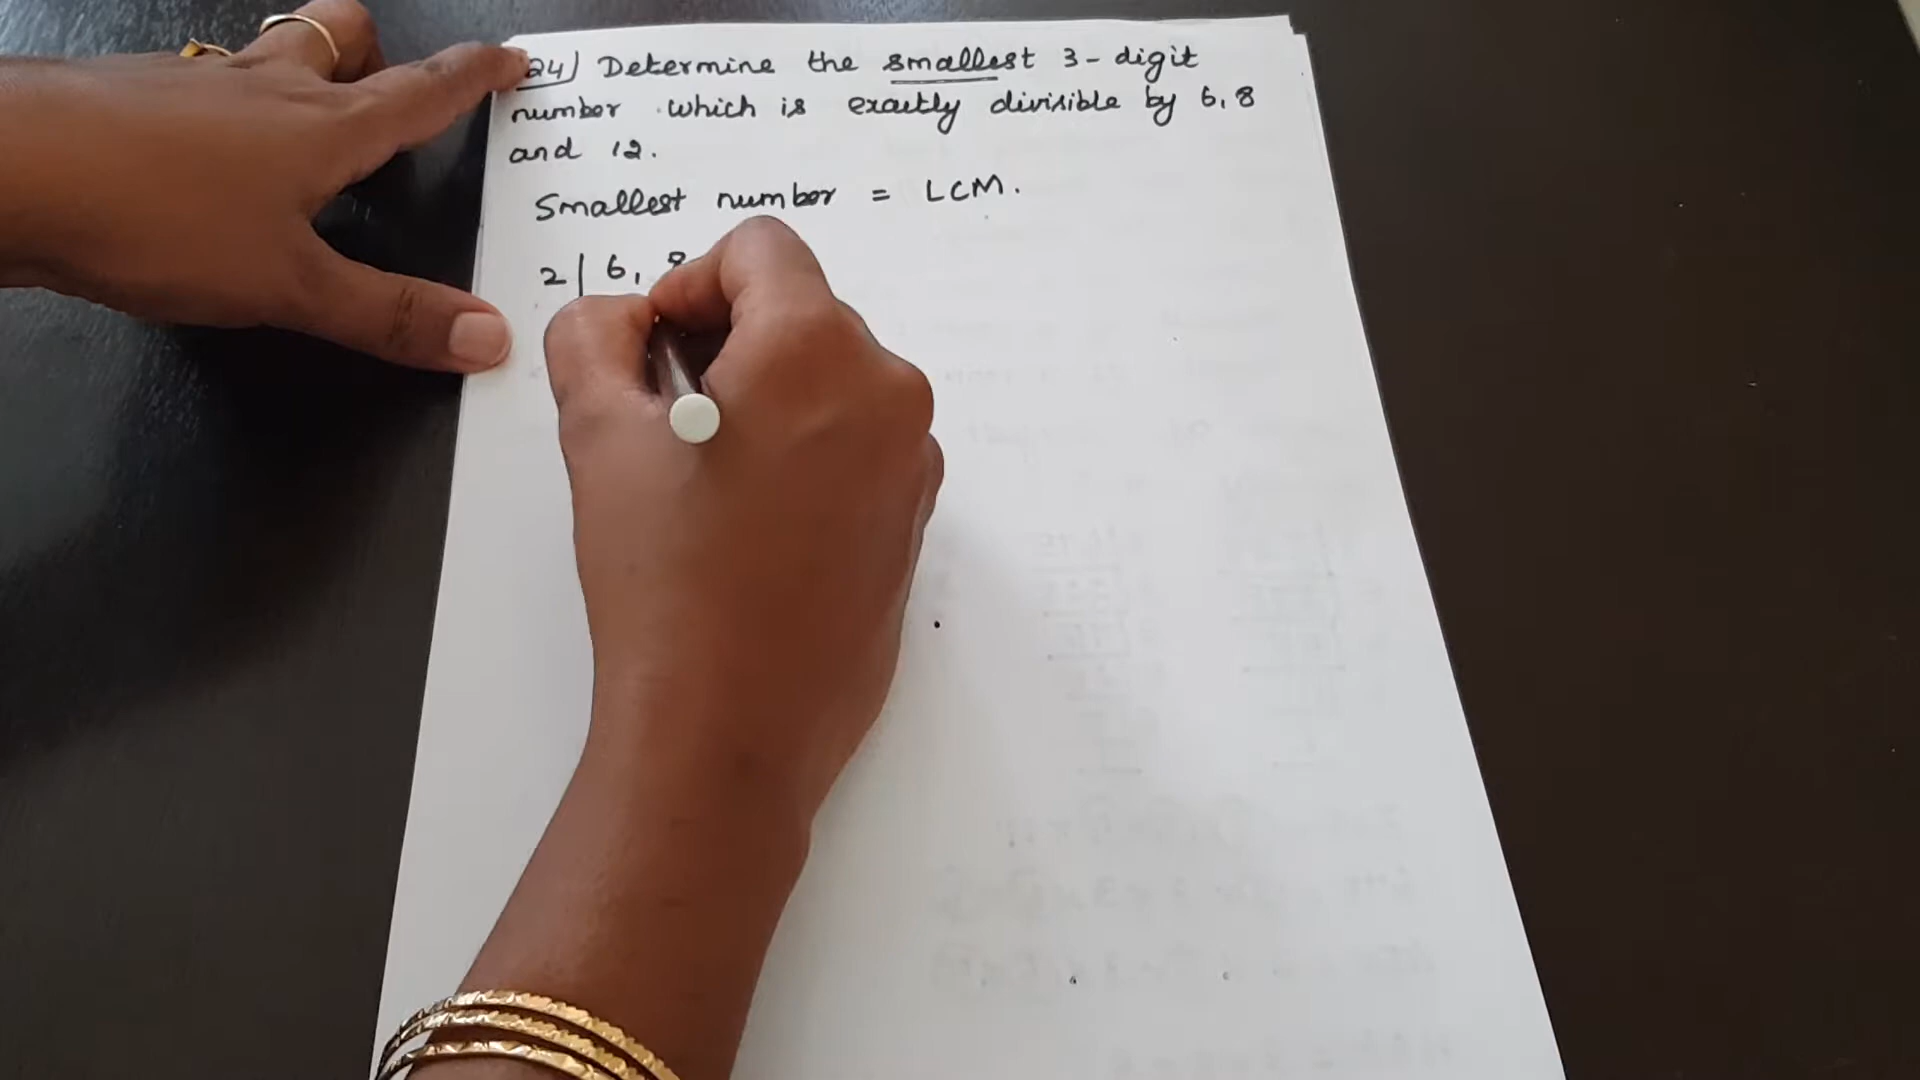 24) Determine the smallest 3-digit
number which is exactly divisible by 6, 8
and 12.
Smallest number = LCM.
2 | 6, 8